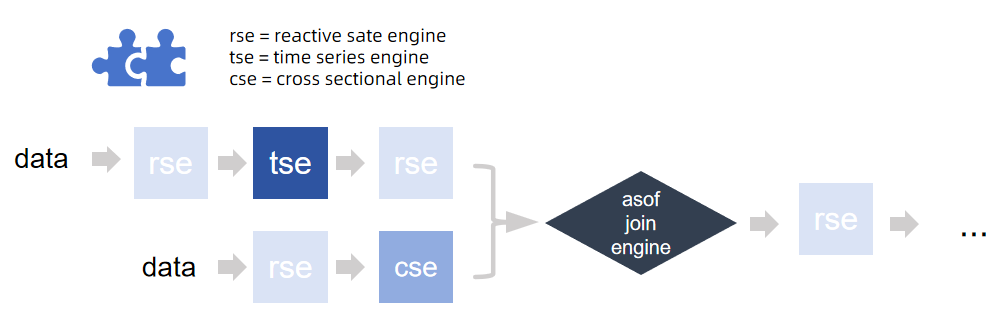 rse = reactive sate engine
tse = time series engine
cse = cross sectional engine
data
rse
tse
rse
data
rse
cse
asof
join
engine
rse
...